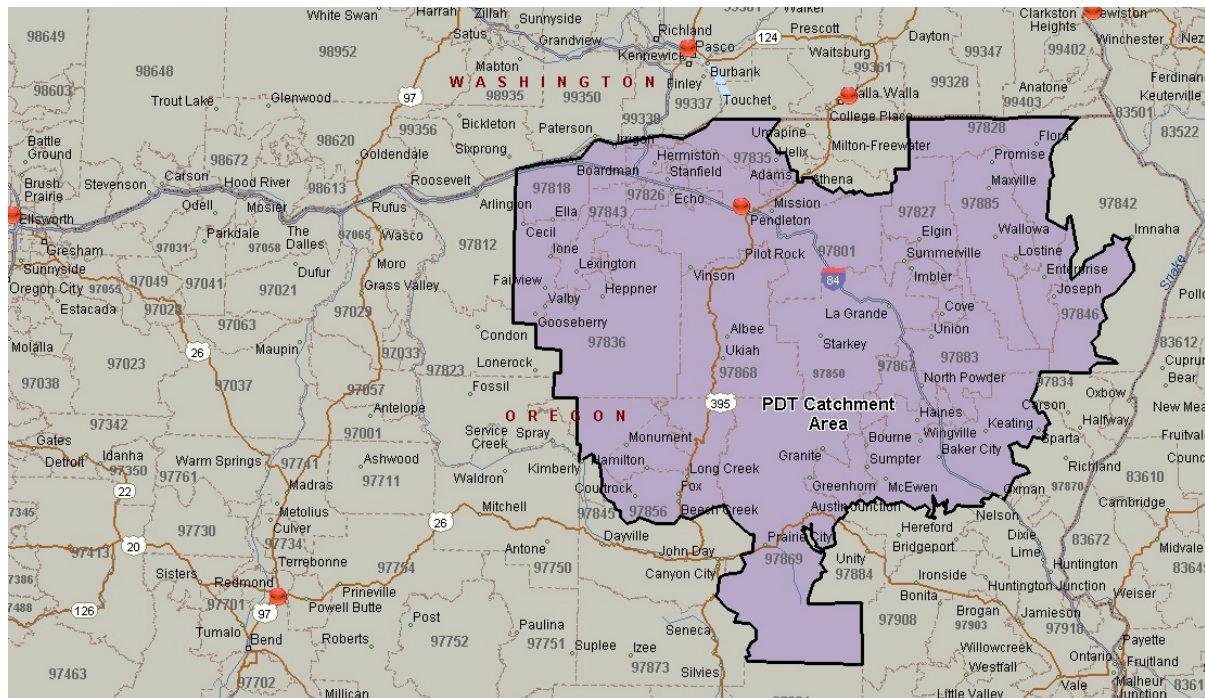 White Swan
Harrah
Zillah
Sunnyside
Richland
Walker
Prescott
Clarkston
Heights
Lewiston
98649
98952
Satus
Grandview
Kennewick
Pasco
124
Waitsburg
Dayton
99347
99402
Winchester
98648
Mabton
WASHINGTON
Finley
Burbank
99361
99328
Anatone
Ferdinand
98603
Trout Lake
Glenwood
97
98935
99350
99337
Touchet
Walla Walla
College Place
99403
Keuterville
83501
83522
98620
99356
Bickleton
Paterson
99338
Irrigon
Umapine
Milton-Freewater
97828
Flora
Battle
Ground
98672
Goldendale
Sixprong
Hermiston
97835
Helix
Promise
Brush
Prairie
Stevenson
Carson
Hood River
98613
Roosevelt
Boardman
Stanfield
Adams
Athena
Maxville
Ellsworth
Odell
Mosier
Rufus
Arlington
97818
97826
Echo
Mission
97827
97885
97842
Gresham
Parkdale
97031
97058
The
Dalles
97065
Wasco
97812
Ella
97843
Cecil
Pendleton
Elgin
Wallowa
Imnaha
Sunnyside
Oregon City
97055
97049
97041
Dufur
Moro
Ione
Lexington
Pilot Rock
97801
Summerville
Lostine
Enterprise
Snake
97021
Grass Valley
Fairview
Heppner
Vinson
84
Imbler
Joseph
Estacada
97028
97063
97029
Valby
Gooseberry
La Grande
Cove
97846
Molalla
97023
26
Maupin
97033
Condon
97836
Albee
Starkey
Union
83612
97038
97037
97057
97823
Lonerock
Ukiah
97868
97850
97867
97883
97834
Cuprum
Bear
Fossil
North Powder
Oxbow
97342
Antelope
OREGON
395
PDT Catchment
Area
Haines
Carson
Halfway
New Mea
Gates
Idanha
97001
Service
Creek
Spray
Monument
Bourne
Wingville
Keating
Sparta
Fruitval
Detroit
97350
Warm Springs
97741
Ashwood
Kimberly
Hamilton
Long Creek
Granite
Sumpter
Baker City
Richland
83610
97761
22
Madras
97711
Waldron
Courtrock
Fox
Greenhorn
McEwen
Oxman
97870
Cambridge
97345
97730
Metolius
Culver
26
Mitchell
97845
97856
Beech Creek
Austin Junction
Nelson
97413
20
97734
Terrebonne
Antone
Dayville
John Day
Prairie City
Hereford
Bridgeport
Dixie
Lime
83672
Midvale
97386
Sisters
97754
97750
Canyon City
97869
Unity
97884
Ironside
Huntington
Huntington Junction
97488
126
Redmond
97701
97
Powell Butte
Prineville
Bonita
Weiser
Tumalo
Post
Paulina
Seneca
97908
Brogan
97903
Jamieson
97918
Bend
Roberts
97752
97751
Suplee
Izee
97873
Willowcreek
Westfall
Payette
Ontario
Fruitland
97463
97702
Millican
Silvies
Little Valley
Vale
Malheur
Junction
8361